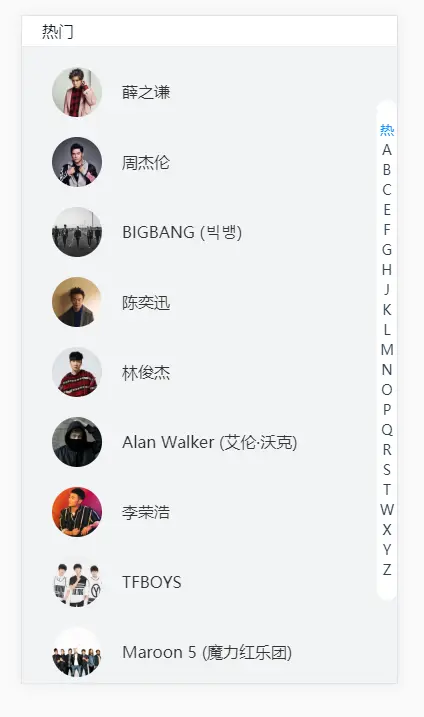 热门
薛之谦
周杰伦
BIGBANG (빅뱅)
陈奕迅
林俊杰
Alan Walker (艾伦·沃克)
李荣浩
TFBOYS
Maroon 5 (魔力红乐团)
热
A
B
C
E
F
G
H
J
K
L
M
N
O
P
Q
R
S
T
W
X
Y
Z